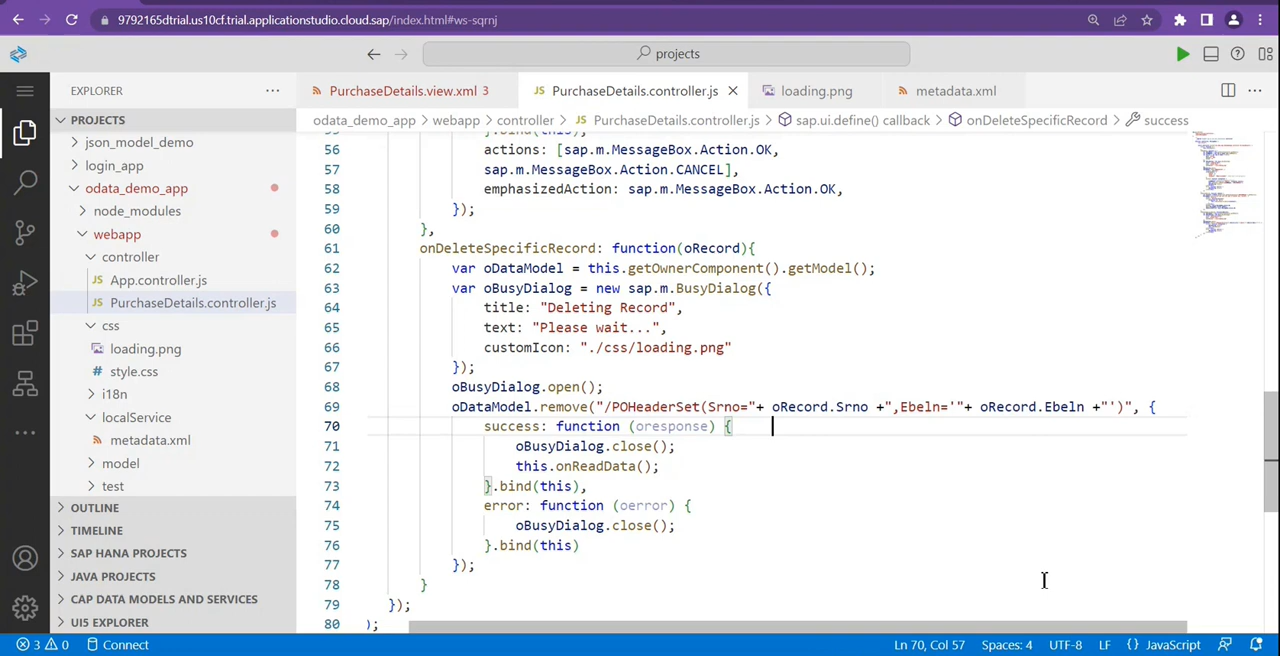 9792165dtrial.us10cf.trial.applicationstudio.cloud.sap/index.html#ws-sqrnj
projects
EXPLORER
PurchaseDetails.view.xml 3
PurchaseDetails.controller.js
loading.png
metadata.xml
PROJECTS
odata_demo_app > webapp > controller > JS PurchaseDetails.controller.js > sap.ui.define() callback > onDeleteSpecificRecord > success
json_model_demo
login_app
odata_demo_app
node_modules
webapp
controller
JS App.controller.js
JS PurchaseDetails.controller.js
css
loading.png
# style.css
i18n
localService
metadata.xml
model
test
OUTLINE
TIMELINE
SAP HANA PROJECTS
JAVA PROJECTS
CAP DATA MODELS AND SERVICES
UI5 EXPLORER
55 }.bind(this),
56 actions: [sap.m.MessageBox.Action.OK,
57 sap.m.MessageBox.Action.CANCEL],
58 emphasizedAction: sap.m.MessageBox.Action.OK,
59 });
60 },
61 onDeleteSpecificRecord: function(oRecord){
62 var oDataModel = this.getOwnerComponent().getModel();
63 var oBusyDialog = new sap.m.BusyDialog({
64 title: "Deleting Record",
65 text: "Please wait...",
66 customIcon: "./css/loading.png"
67 });
68 oBusyDialog.open();
69 oDataModel.remove("/POHeaderSet(Srno="+ oRecord.Srno +",Ebeln='"+ oRecord.Ebeln +"')", {
70 success: function (oresponse) {
71 oBusyDialog.close();
72 this.onReadData();
73 }.bind(this),
74 error: function (oerror) {
75 oBusyDialog.close();
76 }.bind(this)
77 });
78 }
79 });
80 );
3 0 Connect
Ln 70, Col 57 Spaces: 4 UTF-8 LF {} JavaScript